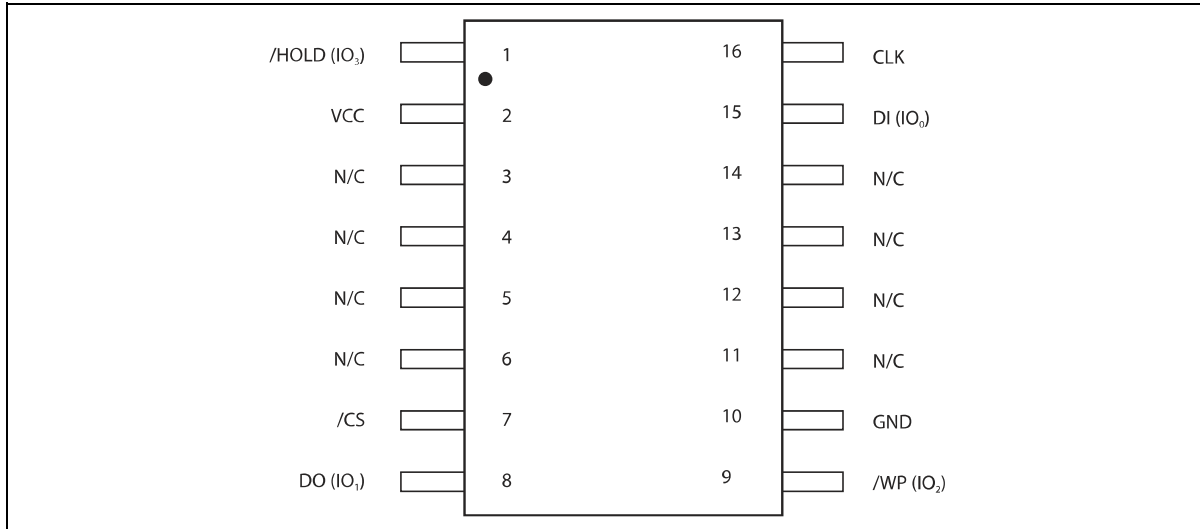 /HOLD (IO₃) 1 16 CLK
VCC 2 15 DI (IO₀)
N/C 3 14 N/C
N/C 4 13 N/C
N/C 5 12 N/C
N/C 6 11 N/C
/CS 7 10 GND
DO (IO₁) 8 9 /WP (IO₂)